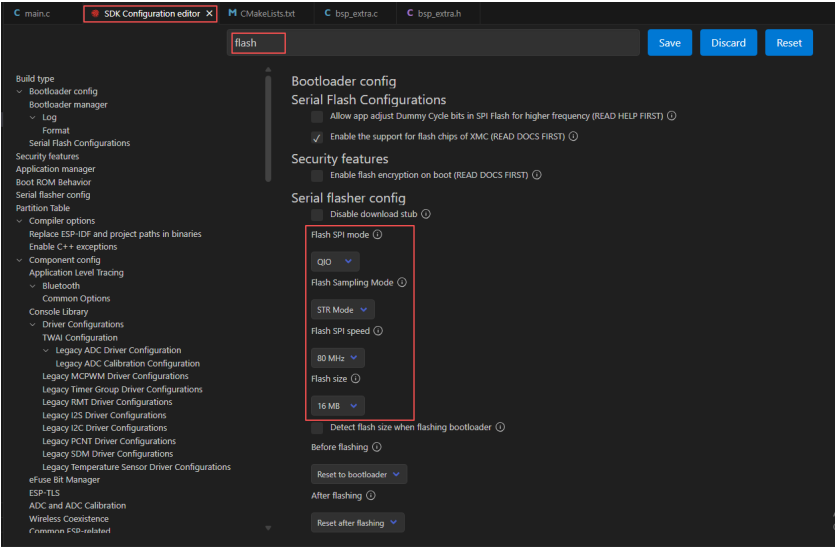 main.c
SDK Configuration editor
CMakeLists.txt
bsp_extra.c
bsp_extra.h
flash
Save
Discard
Reset
Build type
Bootloader config
Bootloader manager
Log
Format
Serial Flash Configurations
Security features
Application manager
Boot ROM Behavior
Serial flasher config
Partition Table
Compiler options
Replace ESP-IDF and project paths in binaries
Enable C++ exceptions
Component config
Application Level Tracing
Bluetooth
Common Options
Console Library
Driver Configurations
TWAI Configuration
Legacy ADC Driver Configuration
Legacy ADC Calibration Configuration
Legacy MCPWM Driver Configurations
Legacy Timer Group Driver Configurations
Legacy RMT Driver Configurations
Legacy I2S Driver Configurations
Legacy I2C Driver Configurations
Legacy PCNT Driver Configurations
Legacy SDM Driver Configurations
Legacy Temperature Sensor Driver Configurations
eFuse Bit Manager
ESP-TLS
ADC and ADC Calibration
Wireless Coexistence
Common ESP-related
Bootloader config
Serial Flash Configurations
Allow app adjust Dummy Cycle bits in SPI Flash for higher frequency (READ HELP FIRST)
Enable the support for flash chips of XMC (READ DOCS FIRST)
Security features
Enable flash encryption on boot (READ DOCS FIRST)
Serial flasher config
Disable download stub
Flash SPI mode
QIO
Flash Sampling Mode
STR Mode
Flash SPI speed
80 MHz
Flash size
16 MB
Detect flash size when flashing bootloader
Before flashing
Reset to bootloader
After flashing
Reset after flashing